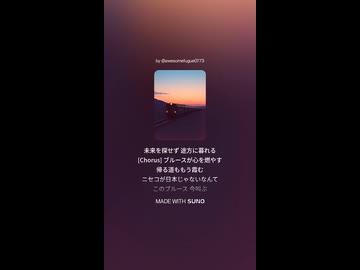 by @awesomefugue0773
未来を探せず 途方に暮れる
[Chorus] ブルースが心を燃やす
帰る道ももう霞む
ニセコが日本じゃないなんて
このブルース 今叫ぶ
MADE WITH SUNO